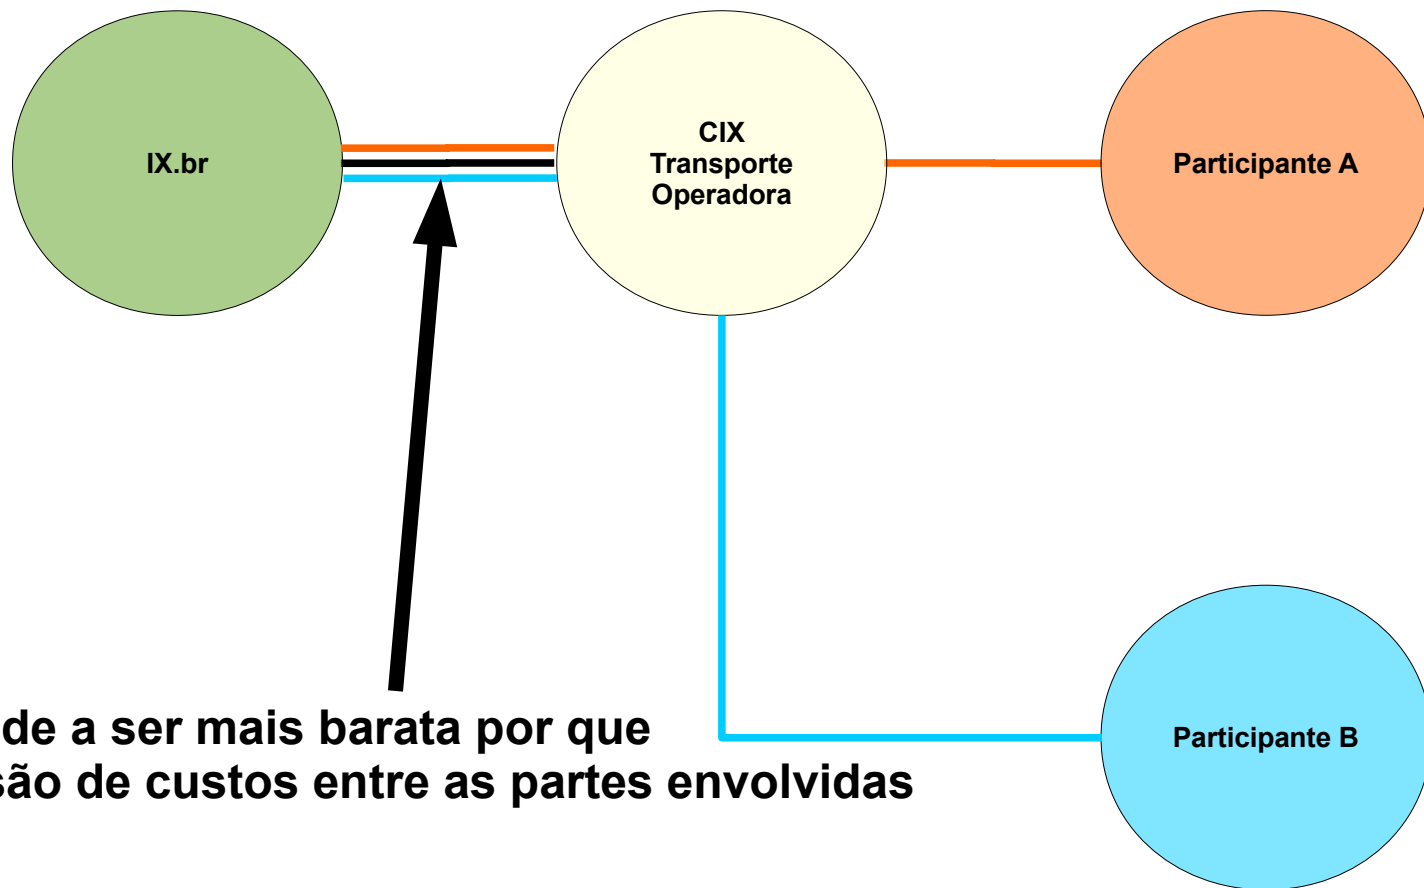 IX.br
CIX
Transporte
Operadora
Participante A
de a ser mais barata por que
são de custos entre as partes envolvidas
Participante B